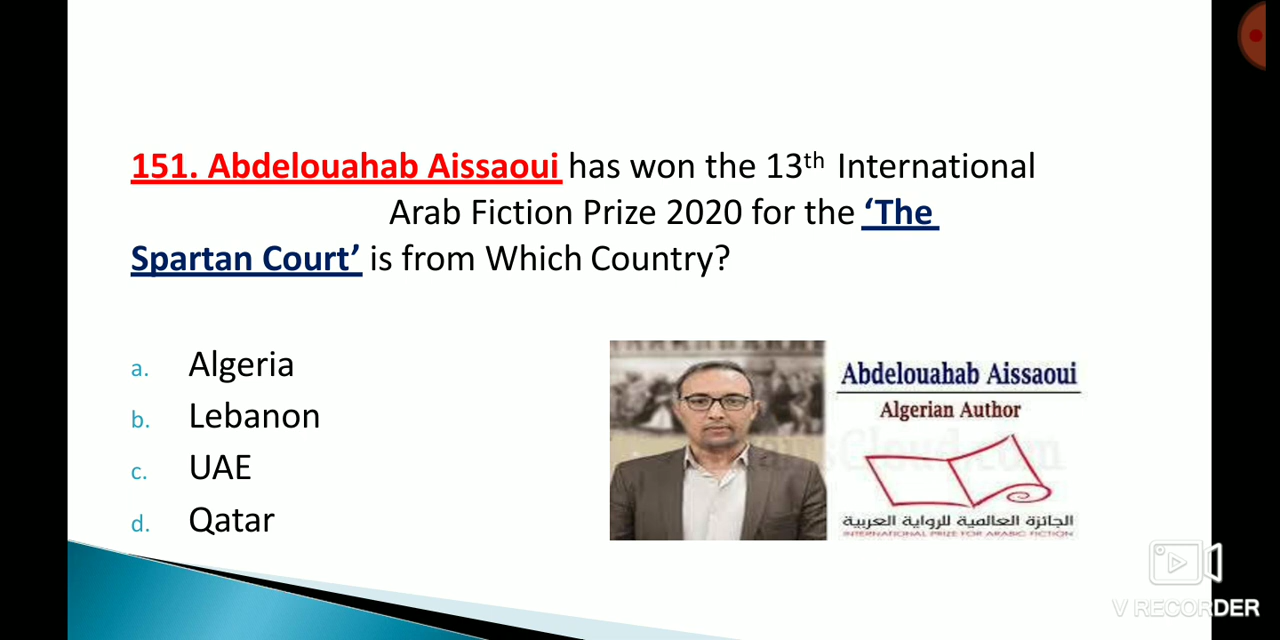 151. Abdelouahab Aissaoui has won the 13th International
Arab Fiction Prize 2020 for the ‘The
Spartan Court’ is from Which Country?
a. Algeria
b. Lebanon
c. UAE
d. Qatar
Abdelouahab Aissaoui
Algerian Author
الجائزة العالمية للرواية العربية
INTERNATIONAL PRIZE FOR ARABIC FICTION
V RECORDER